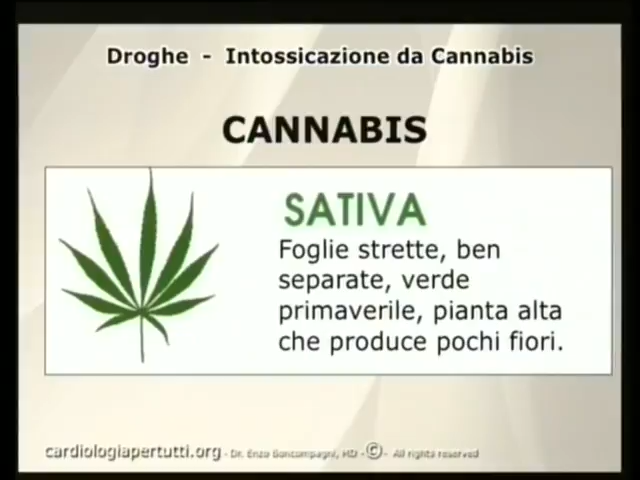 Droghe - Intossicazione da Cannabis
CANNABIS
SATIVA
Foglie strette, ben
separate, verde
primaverile, pianta alta
che produce pochi fiori.
cardiologiapertutti.org - Dr. Enzo Boncompagni, MD - © - All rights reserved